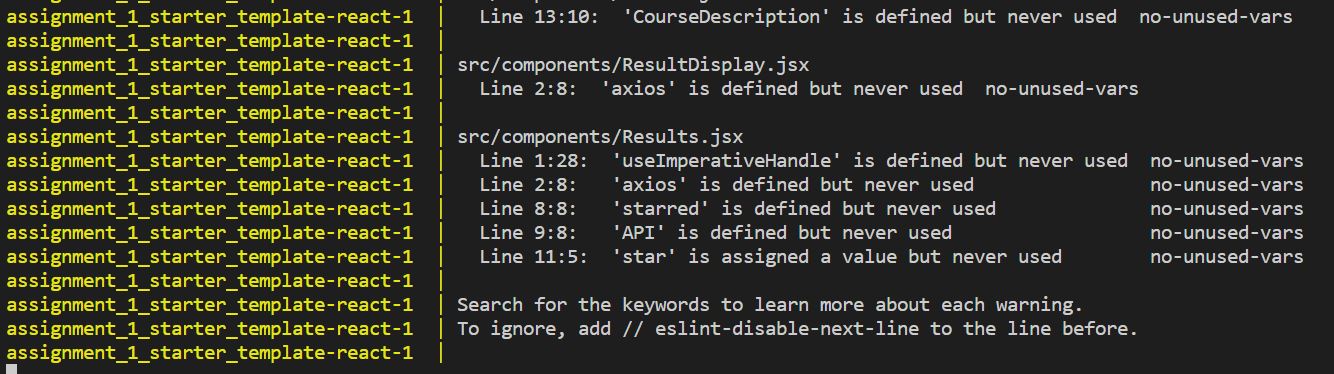 assignment_1_starter_template-react-1  |   Line 13:10:  'CourseDescription' is defined but never used  no-unused-vars
assignment_1_starter_template-react-1  |
assignment_1_starter_template-react-1  | src/components/ResultDisplay.jsx
assignment_1_starter_template-react-1  |   Line 2:8:  'axios' is defined but never used  no-unused-vars
assignment_1_starter_template-react-1  |
assignment_1_starter_template-react-1  | src/components/Results.jsx
assignment_1_starter_template-react-1  |   Line 1:28:  'useImperativeHandle' is defined but never used  no-unused-vars
assignment_1_starter_template-react-1  |   Line 2:8:   'axios' is defined but never used                no-unused-vars
assignment_1_starter_template-react-1  |   Line 8:8:   'starred' is defined but never used              no-unused-vars
assignment_1_starter_template-react-1  |   Line 9:8:   'API' is defined but never used                  no-unused-vars
assignment_1_starter_template-react-1  |   Line 11:5:  'star' is assigned a value but never used        no-unused-vars
assignment_1_starter_template-react-1  |
assignment_1_starter_template-react-1  | Search for the keywords to learn more about each warning.
assignment_1_starter_template-react-1  | To ignore, add // eslint-disable-next-line to the line before.
assignment_1_starter_template-react-1  |